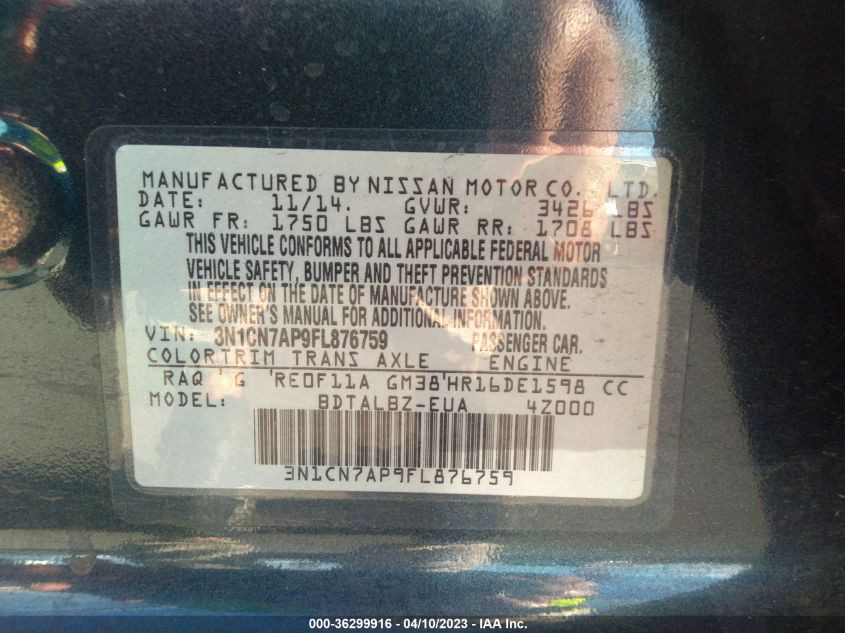 MANUFACTURED BY NISSAN MOTOR CO., LTD.
DATE: 11/14. GVWR: 3426 LBS
GAWR FR: 1750 LBS GAWR RR: 1708 LBS
THIS VEHICLE CONFORMS TO ALL APPLICABLE FEDERAL MOTOR
VEHICLE SAFETY, BUMPER AND THEFT PREVENTION STANDARDS
IN EFFECT ON THE DATE OF MANUFACTURE SHOWN ABOVE.
SEE OWNER'S MANUAL FOR ADDITIONAL INFORMATION.
VIN: 3N1CN7AP9FL876759 PASSENGER CAR.
COLOR TRIM TRANS AXLE ENGINE
RAQ ' G 'RE0F11A GM38'HR16DE1598 CC
MODEL: BDTALBZ-EUA 4Z000
3N1CN7AP9FL876759
000-36299916 - 04/10/2023 - IAA Inc.